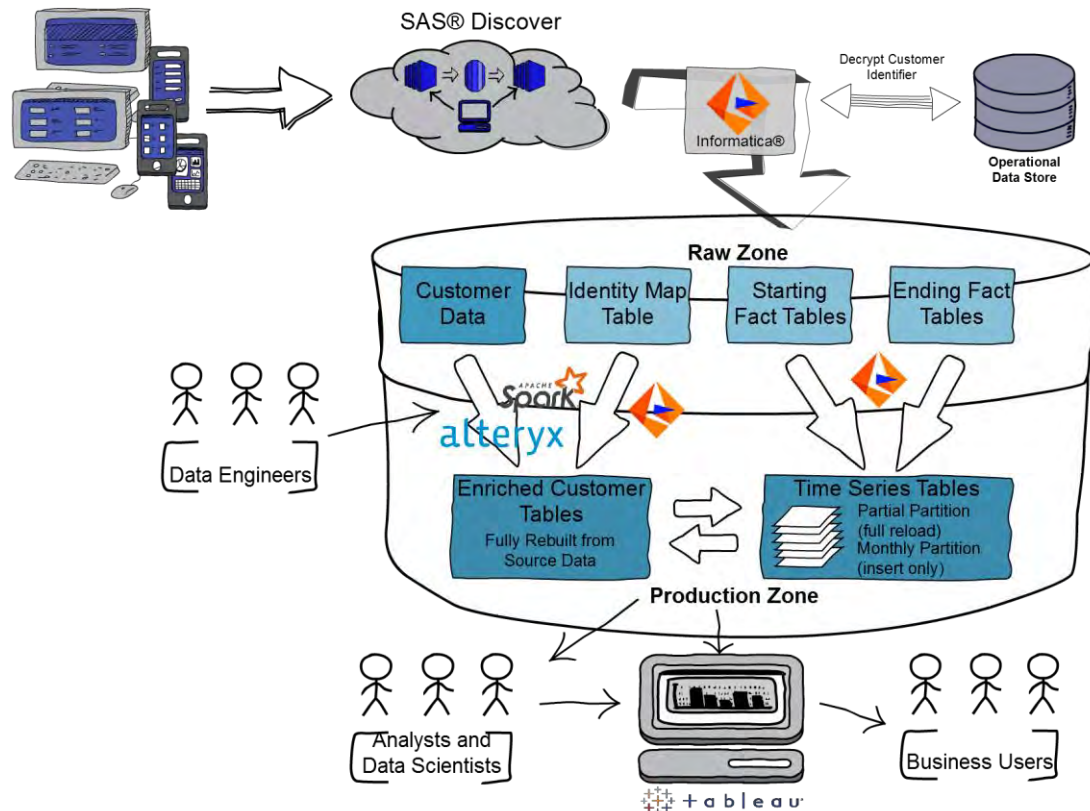 SAS® Discover
Decrypt Customer
Identifier
Informatica®
Operational
Data Store
Raw Zone
Customer
Data
Identity Map
Table
Starting
Fact Tables
Ending Fact
Tables
APACHE
Spark
alteryx
Data Engineers
Enriched Customer
Tables
Fully Rebuilt from
Source Data
Time Series Tables
Partial Partition
(full reload)
Monthly Partition
(insert only)
Production Zone
Analysts and
Data Scientists
Business Users
+ableau